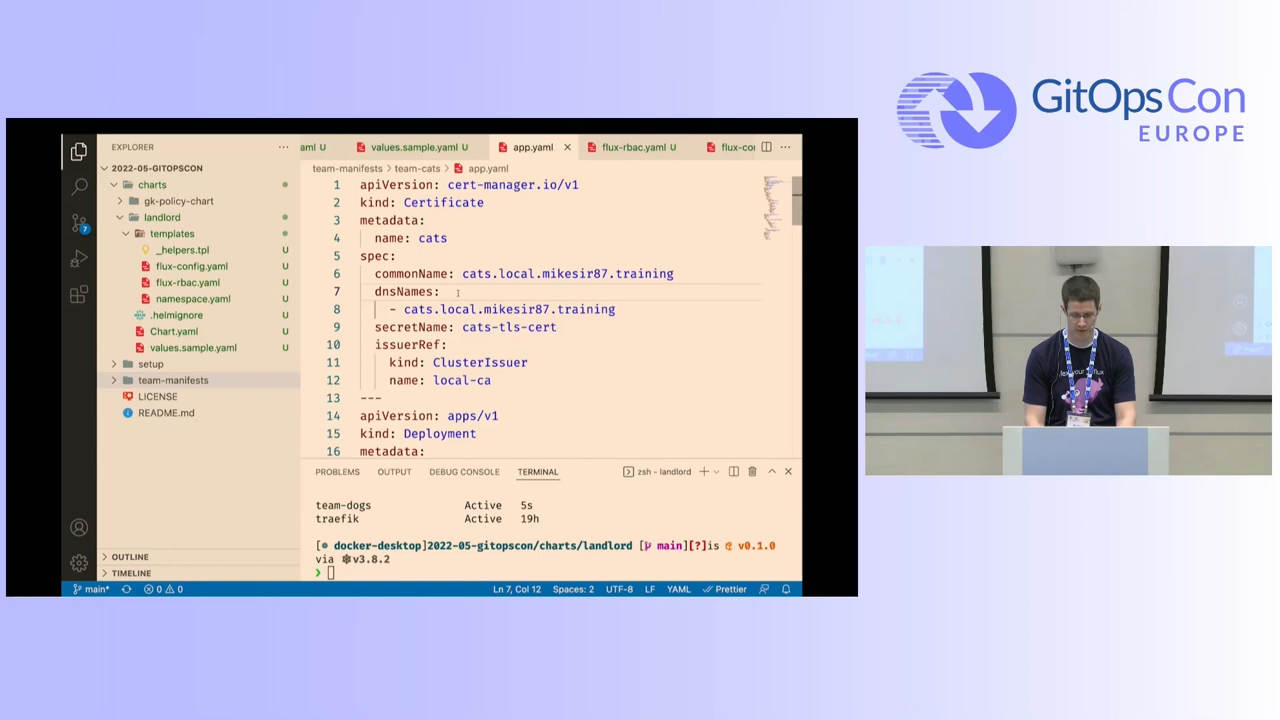 GitOpsCon
EUROPE
EXPLORER
2022-05-GITOPSCON
charts
gk-policy-chart
landlord
templates
_helpers.tpl U
flux-config.yaml U
flux-rbac.yaml U
namespace.yaml U
.helmignore U
Chart.yaml U
values.sample.yaml U
setup
team-manifests
LICENSE
README.md
OUTLINE
TIMELINE
aml U values.sample.yaml U app.yaml flux-rbac.yaml U flux-co
team-manifests > team-cats > app.yaml
1 apiVersion: cert-manager.io/v1
2 kind: Certificate
3 metadata:
4 name: cats
5 spec:
6 commonName: cats.local.mikesir87.training
7 dnsNames:
8 - cats.local.mikesir87.training
9 secretName: cats-tls-cert
10 issuerRef:
11 kind: ClusterIssuer
12 name: local-ca
13 ---
14 apiVersion: apps/v1
15 kind: Deployment
16 metadata:
PROBLEMS OUTPUT DEBUG CONSOLE TERMINAL zsh - landlord
team-dogs Active 5s
traefik Active 19h
[● docker-desktop]2022-05-gitopscon/charts/landlord [ main][?]is v0.1.0
via ⎈v3.8.2
❯
7
main* 0 0 Ln 7, Col 12 Spaces: 2 UTF-8 LF YAML Prettier